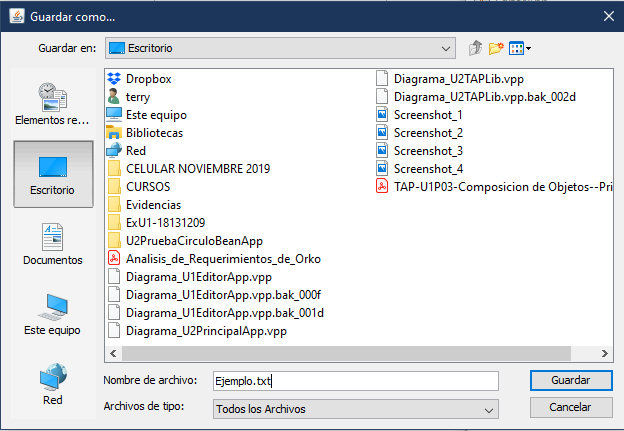 Guardar como...
Guardar en:
Escritorio
Elementos re...
Escritorio
Documentos
Este equipo
Red
Dropbox
terry
Este equipo
Bibliotecas
Red
CELULAR NOVIEMBRE 2019
CURSOS
Evidencias
ExU1-18131209
U2PruebaCirculoBeanApp
Analisis_de_Requerimientos_de_Orko
Diagrama_U1EditorApp.vpp
Diagrama_U1EditorApp.vpp.bak_000f
Diagrama_U1EditorApp.vpp.bak_001d
Diagrama_U2PrincipalApp.vpp
Diagrama_U2TAPLib.vpp
Diagrama_U2TAPLib.vpp.bak_002d
Screenshot_1
Screenshot_2
Screenshot_3
Screenshot_4
TAP-U1P03-Composicion de Objetos--Pri
Nombre de archivo:
Ejemplo.txt
Guardar
Archivos de tipo:
Todos los Archivos
Cancelar